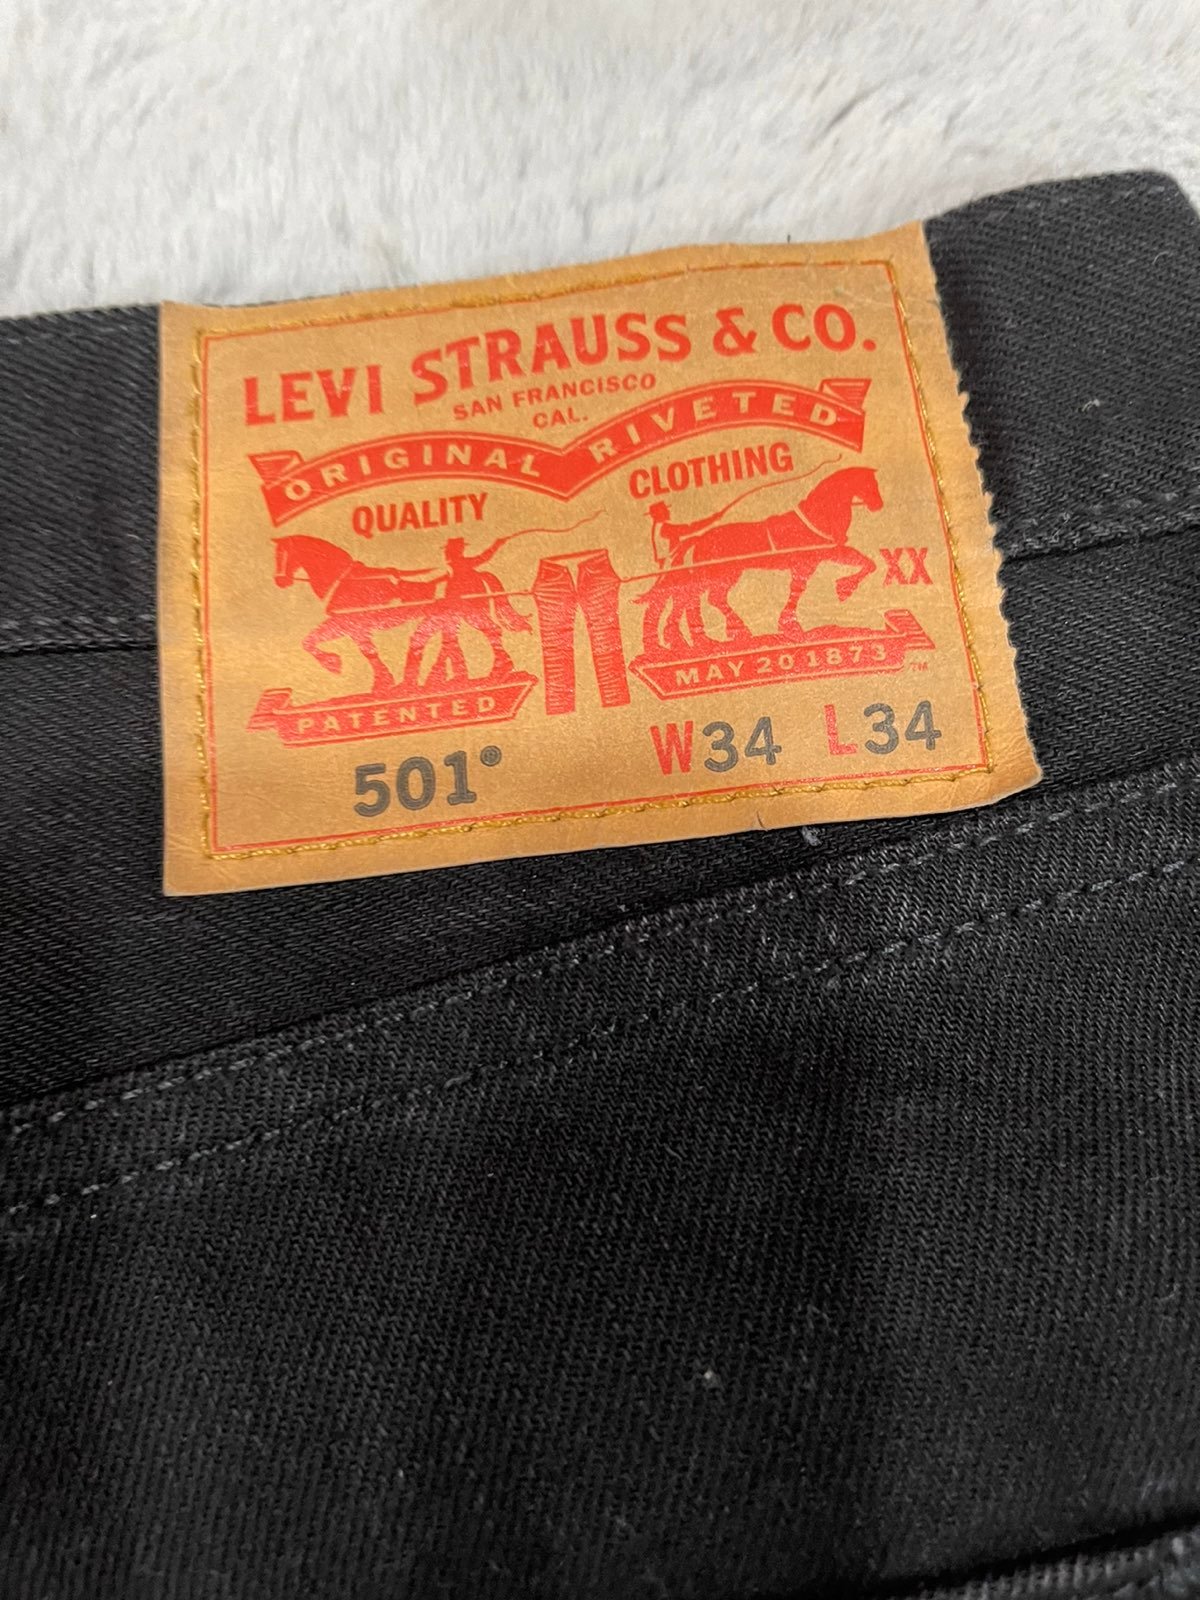 LEVI STRAUSS & CO.
SAN FRANCISCO
CAL.
ORIGINAL RIVETED
QUALITY CLOTHING
XX
PATENTED MAY 20 1873 ™
501® W34 L34